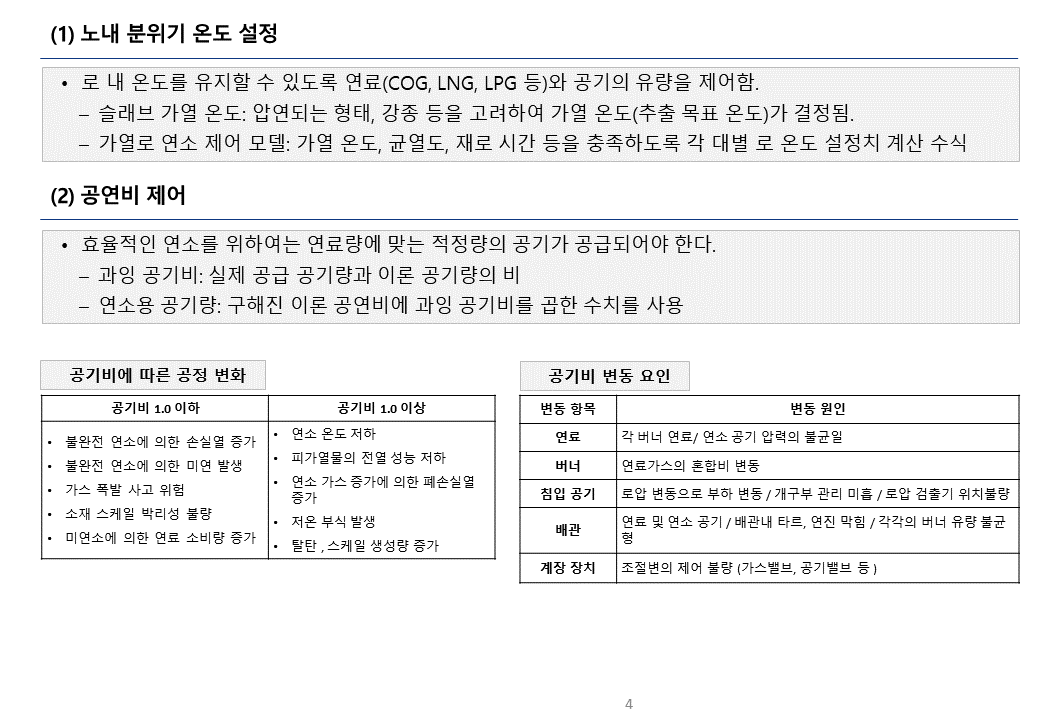 (1) 노내 분위기 온도 설정
• 로 내 온도를 유지할 수 있도록 연료(COG, LNG, LPG 등)와 공기의 유량을 제어함.
– 슬래브 가열 온도: 압연되는 형태, 강종 등을 고려하여 가열 온도(추출 목표 온도)가 결정됨.
– 가열로 연소 제어 모델: 가열 온도, 균열도, 재로 시간 등을 충족하도록 각 대별 로 온도 설정치 계산 수식
(2) 공연비 제어
• 효율적인 연소를 위하여는 연료량에 맞는 적정량의 공기가 공급되어야 한다.
– 과잉 공기비: 실제 공급 공기량과 이론 공기량의 비
– 연소용 공기량: 구해진 이론 공연비에 과잉 공기비를 곱한 수치를 사용
공기비에 따른 공정 변화
공기비 1.0 이하
공기비 1.0 이상
• 불완전 연소에 의한 손실열 증가
• 불완전 연소에 의한 미연 발생
• 가스 폭발 사고 위험
• 소재 스케일 박리성 불량
• 미연소에 의한 연료 소비량 증가
• 연소 온도 저하
• 피가열물의 전열 성능 저하
• 연소 가스 증가에 의한 폐손실열
증가
• 저온 부식 발생
• 탈탄 , 스케일 생성량 증가
공기비 변동 요인
변동 항목
변동 원인
연료
각 버너 연료/ 연소 공기 압력의 불균일
버너
연료가스의 혼합비 변동
침입 공기
로압 변동으로 부하 변동 / 개구부 관리 미흡 / 로압 검출기 위치불량
배관
연료 및 연소 공기 / 배관내 타르, 연진 막힘 / 각각의 버너 유량 불균
형
계장 장치
조절변의 제어 불량 (가스밸브, 공기밸브 등 )
4